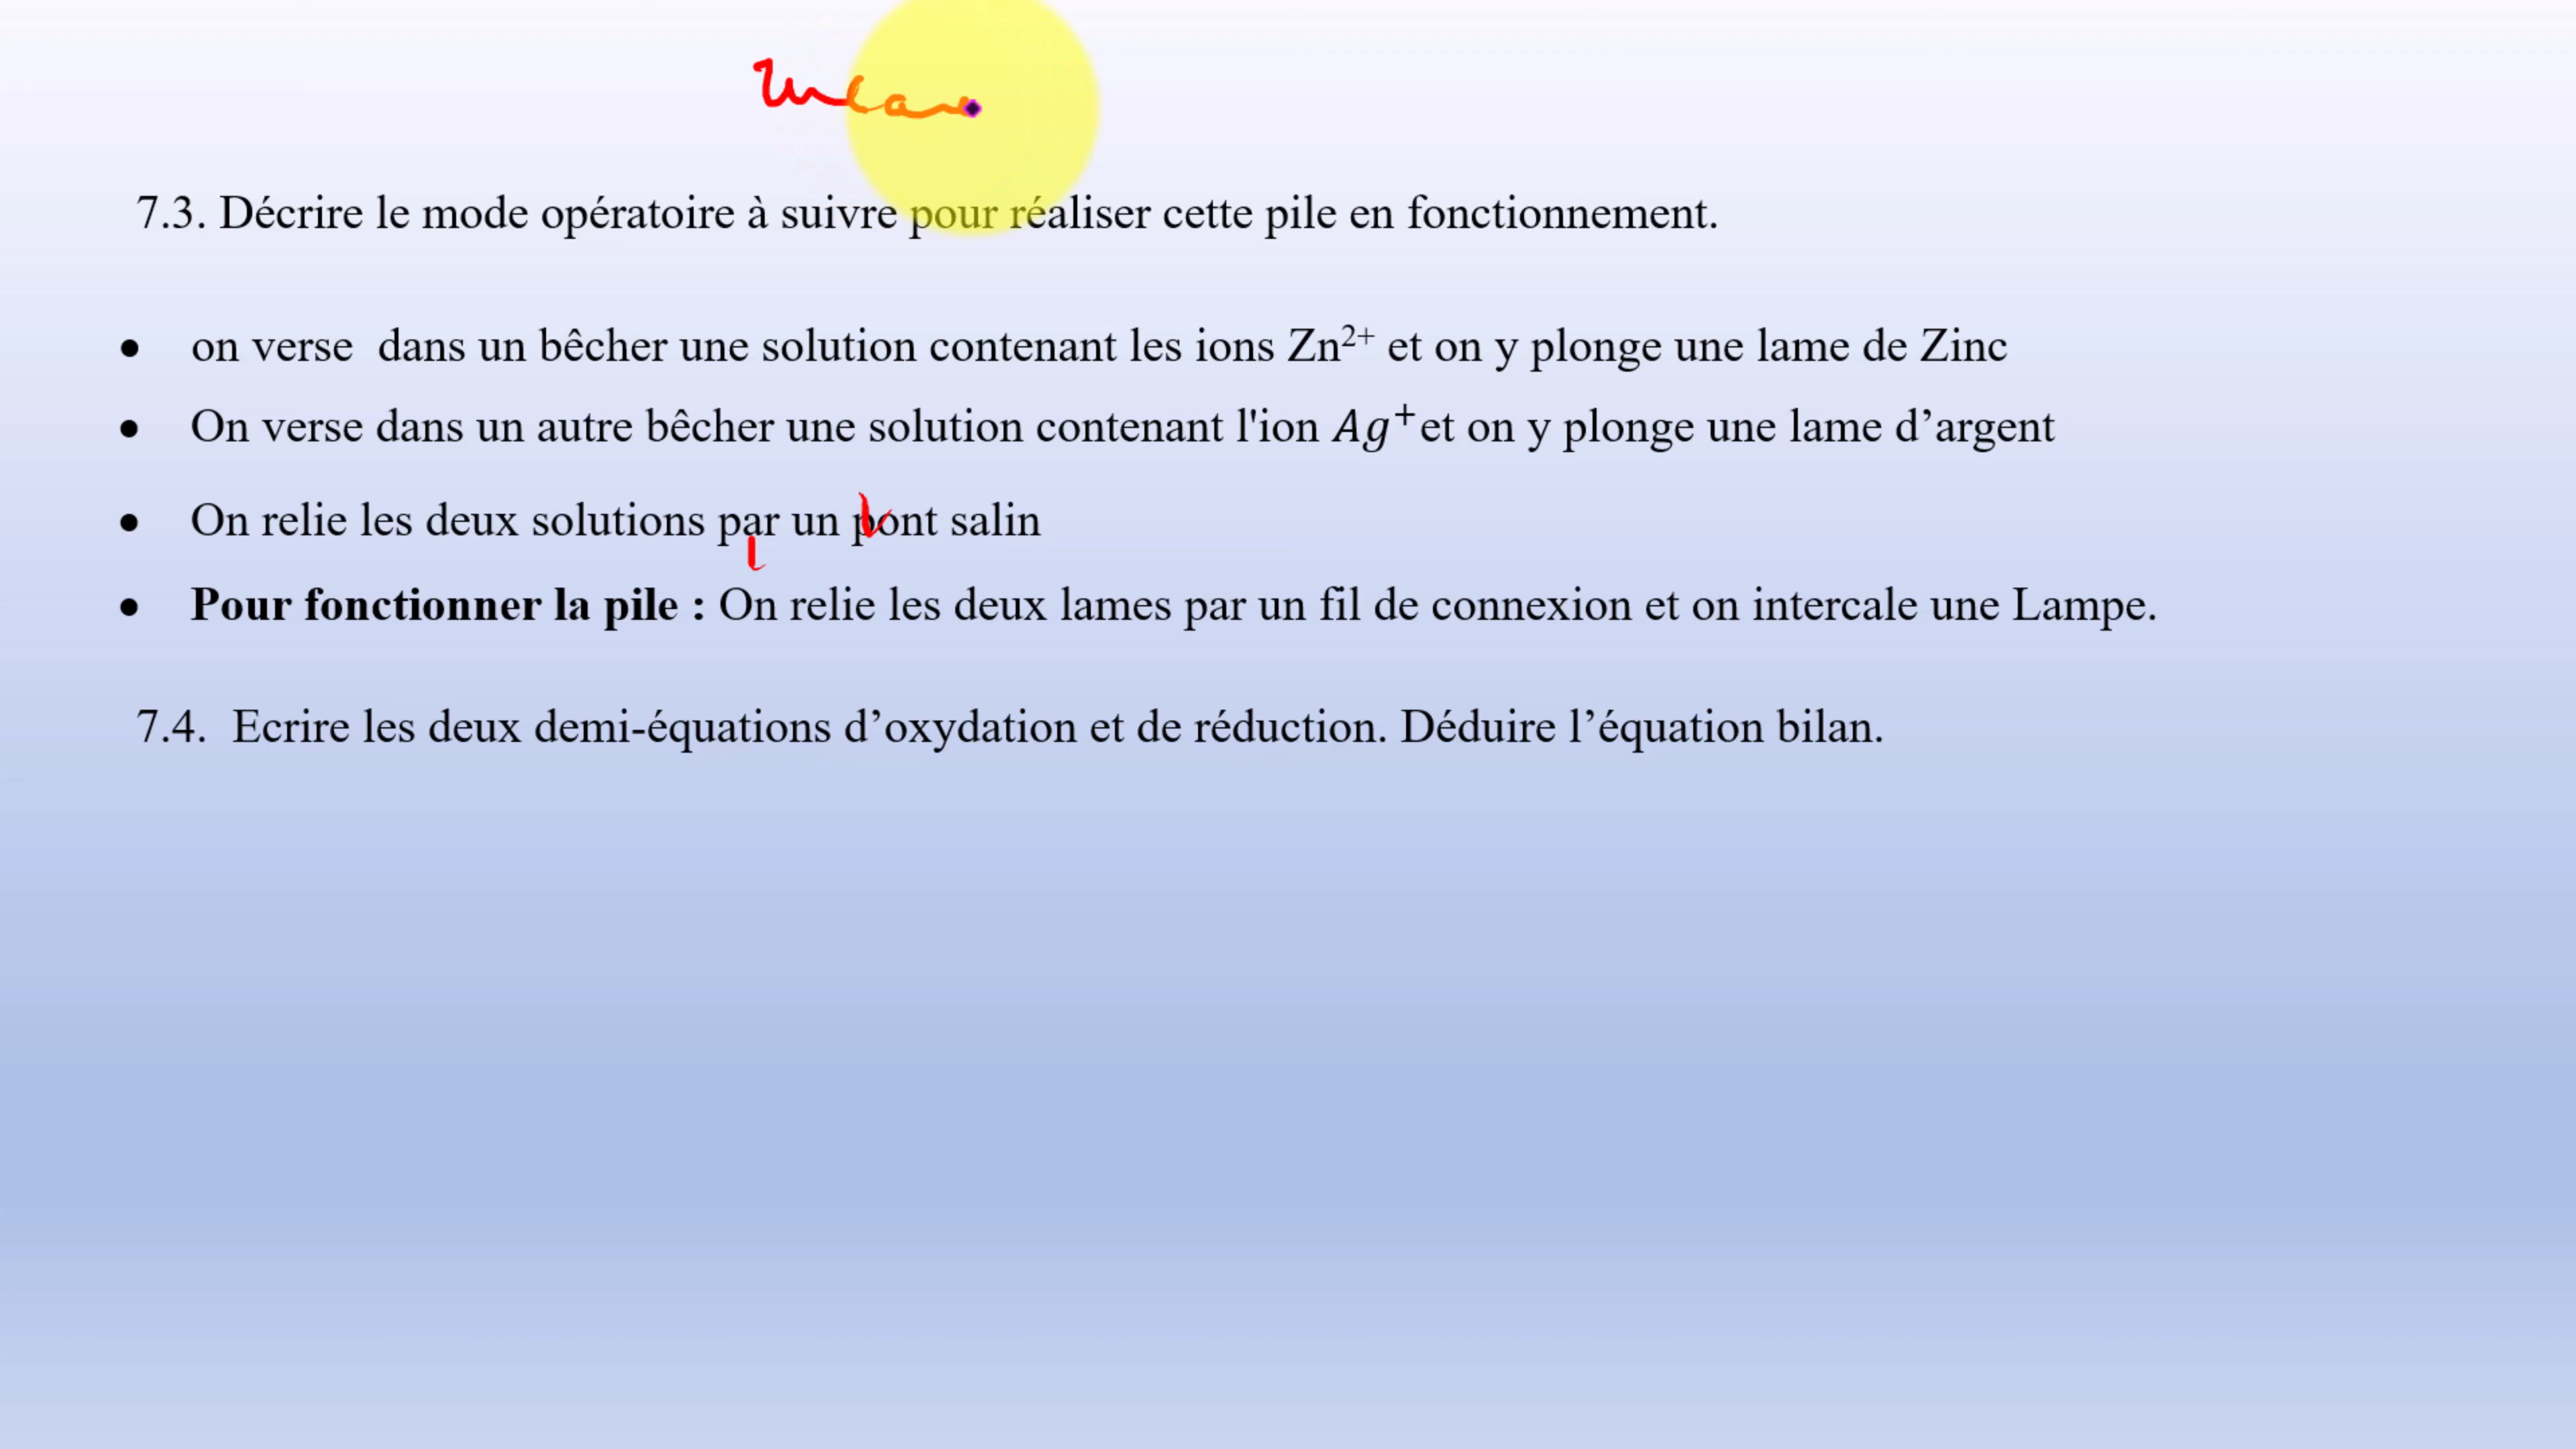 7.3. Décrire le mode opératoire à suivre pour réaliser cette pile en fonctionnement.
• on verse dans un bêcher une solution contenant les ions Zn²⁺ et on y plonge une lame de Zinc
• On verse dans un autre bêcher une solution contenant l'ion Ag⁺et on y plonge une lame d’argent
• On relie les deux solutions par un pont salin
• Pour fonctionner la pile : On relie les deux lames par un fil de connexion et on intercale une Lampe.
7.4. Ecrire les deux demi-équations d’oxydation et de réduction. Déduire l’équation bilan.